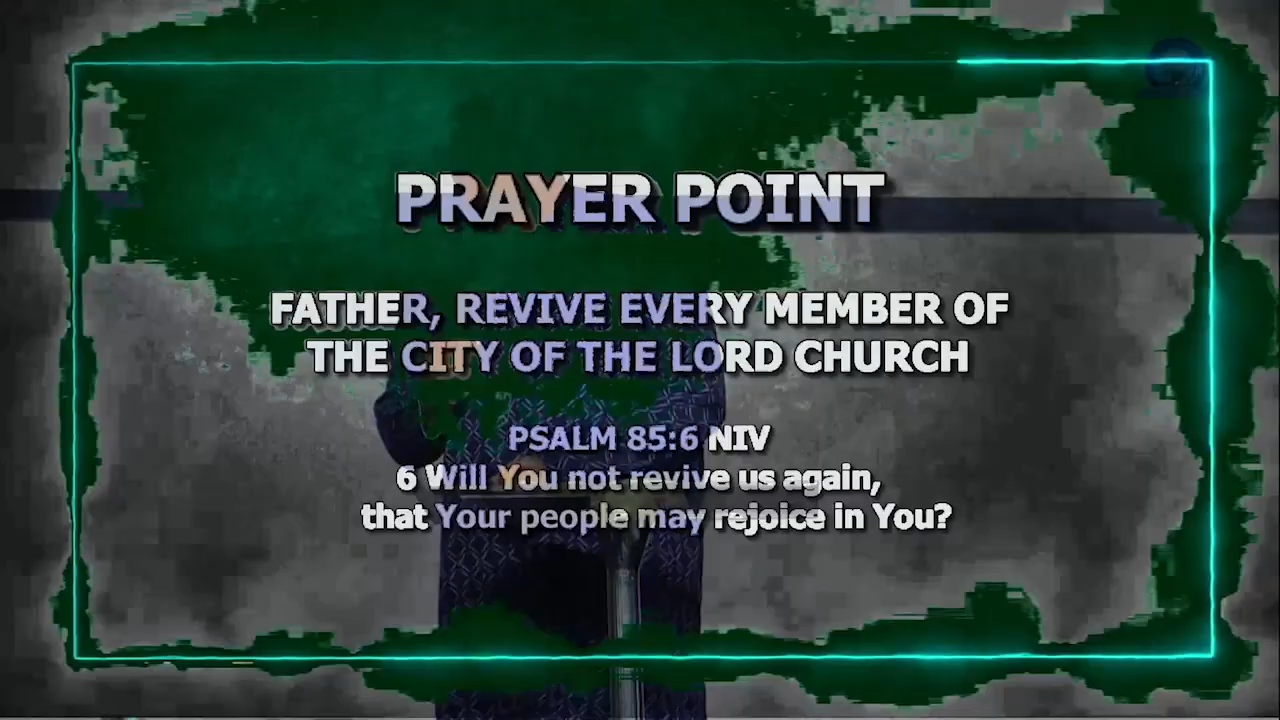 PRAYER POINT
FATHER, REVIVE EVERY MEMBER OF
THE CITY OF THE LORD CHURCH
PSALM 85:6 NIV
6 Will You not revive us again,
that Your people may rejoice in You?